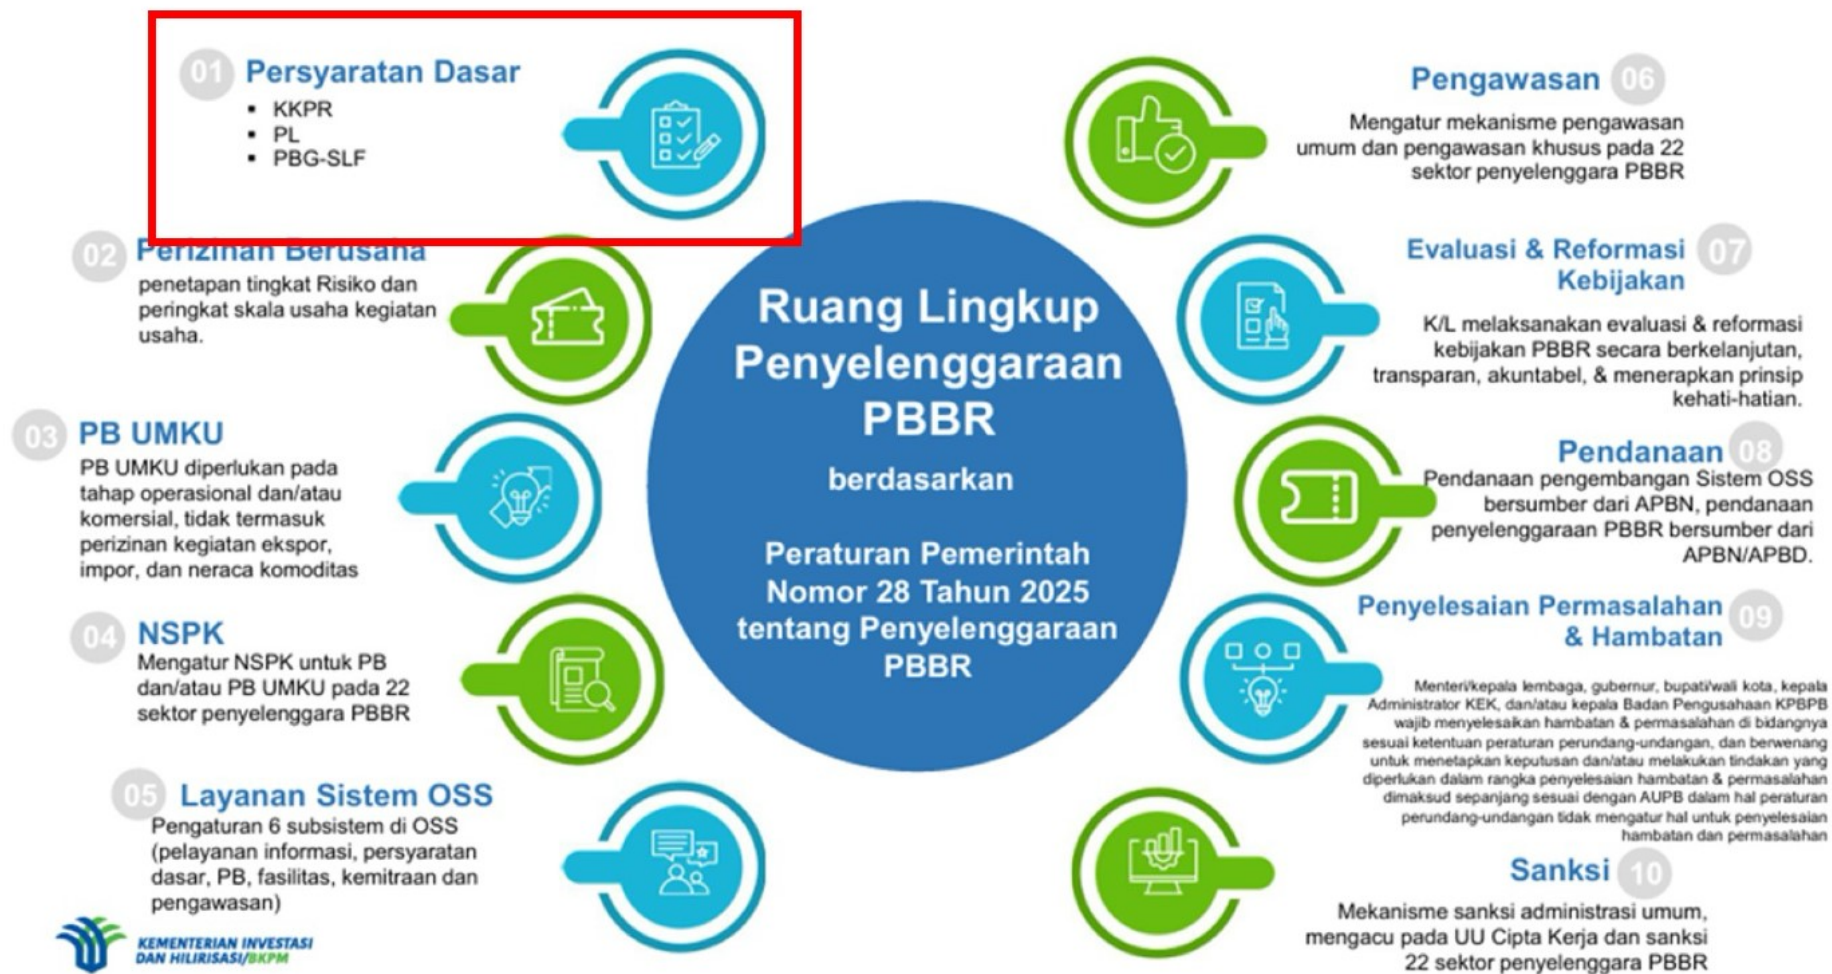 01 Persyaratan Dasar
▪ KKPR
▪ PL
▪ PBG-SLF
02 Perizinan Berusaha
penetapan tingkat Risiko dan
peringkat skala usaha kegiatan
usaha.
03 PB UMKU
PB UMKU diperlukan pada
tahap operasional dan/atau
komersial, tidak termasuk
perizinan kegiatan ekspor,
impor, dan neraca komoditas
04 NSPK
Mengatur NSPK untuk PB
dan/atau PB UMKU pada 22
sektor penyelenggara PBBR
05 Layanan Sistem OSS
Pengaturan 6 subsistem di OSS
(pelayanan informasi, persyaratan
dasar, PB, fasilitas, kemitraan dan
pengawasan)
KEMENTERIAN INVESTASI
DAN HILIRISASI/BKPM
Ruang Lingkup
Penyelenggaraan
PBBR
berdasarkan
Peraturan Pemerintah
Nomor 28 Tahun 2025
tentang Penyelenggaraan
PBBR
Pengawasan 06
Mengatur mekanisme pengawasan
umum dan pengawasan khusus pada 22
sektor penyelenggara PBBR
Evaluasi & Reformasi 07
Kebijakan
K/L melaksanakan evaluasi & reformasi
kebijakan PBBR secara berkelanjutan,
transparan, akuntabel, & menerapkan prinsip
kehati-hatian.
Pendanaan 08
Pendanaan pengembangan Sistem OSS
bersumber dari APBN, pendanaan
penyelenggaraan PBBR bersumber dari
APBN/APBD.
Penyelesaian Permasalahan 09
& Hambatan
Menteri/kepala lembaga, gubernur, bupati/wali kota, kepala
Administrator KEK, dan/atau kepala Badan Pengusahaan KPBPB
wajib menyelesaikan hambatan & permasalahan di bidangnya
sesuai ketentuan peraturan perundang-undangan, dan berwenang
untuk menetapkan keputusan dan/atau melakukan tindakan yang
diperlukan dalam rangka penyelesaian hambatan & permasalahan
dimaksud sepanjang sesuai dengan AUPB dalam hal peraturan
perundang-undangan tidak mengatur hal untuk penyelesaian
hambatan dan permasalahan
Sanksi 10
Mekanisme sanksi administrasi umum,
mengacu pada UU Cipta Kerja dan sanksi
22 sektor penyelenggara PBBR